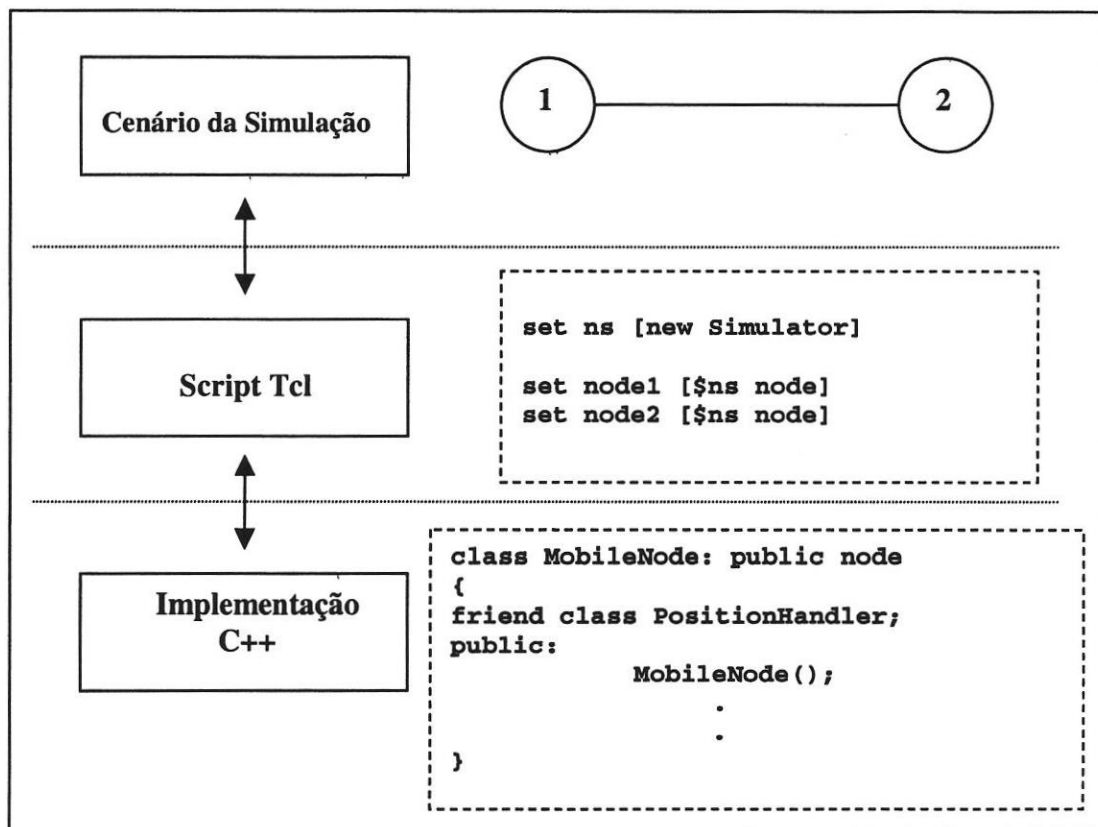 Cenário da Simulação
1
2
Script Tcl
set ns [new Simulator]
set node1 [$ns node]
set node2 [$ns node]
Implementação
C++
class MobileNode: public node
{
friend class PositionHandler;
public:
MobileNode();
.
.
}